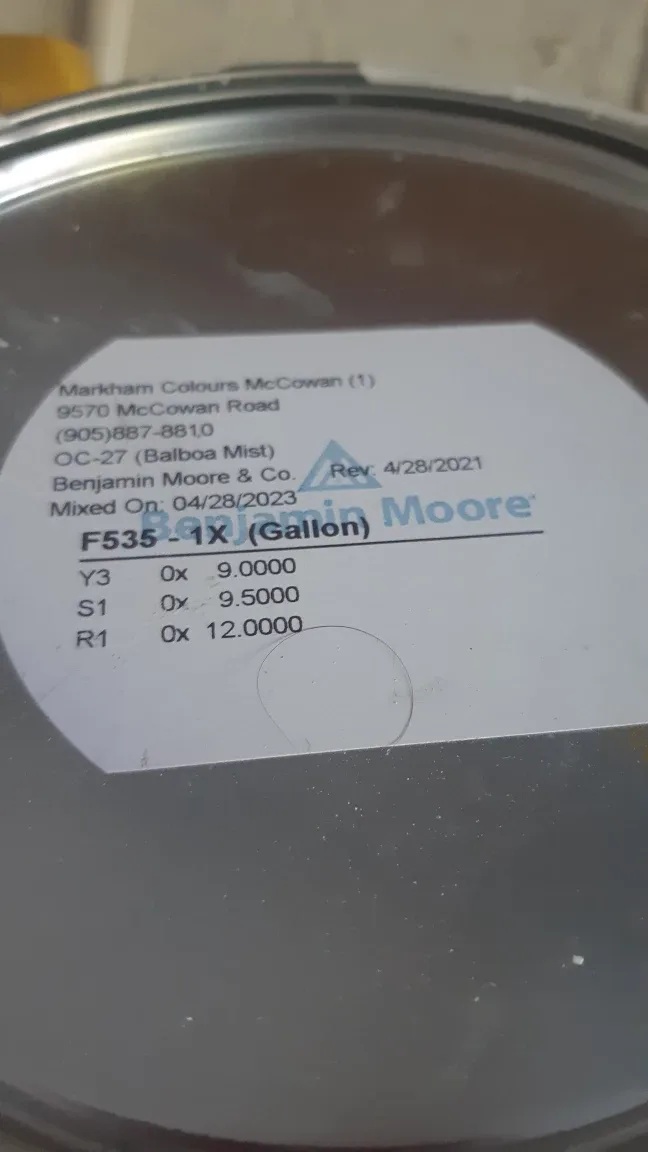 Markham Colours McCowan (1)
9570 McCowan Road
(905)887-8810
OC-27 (Balboa Mist)
Benjamin Moore & Co. Rev: 4/28/2021
Mixed On: 04/28/2023
Benjamin Moore
F535 - 1X (Gallon)
Y3 0x 9.0000
S1 0x 9.5000
R1 0x 12.0000